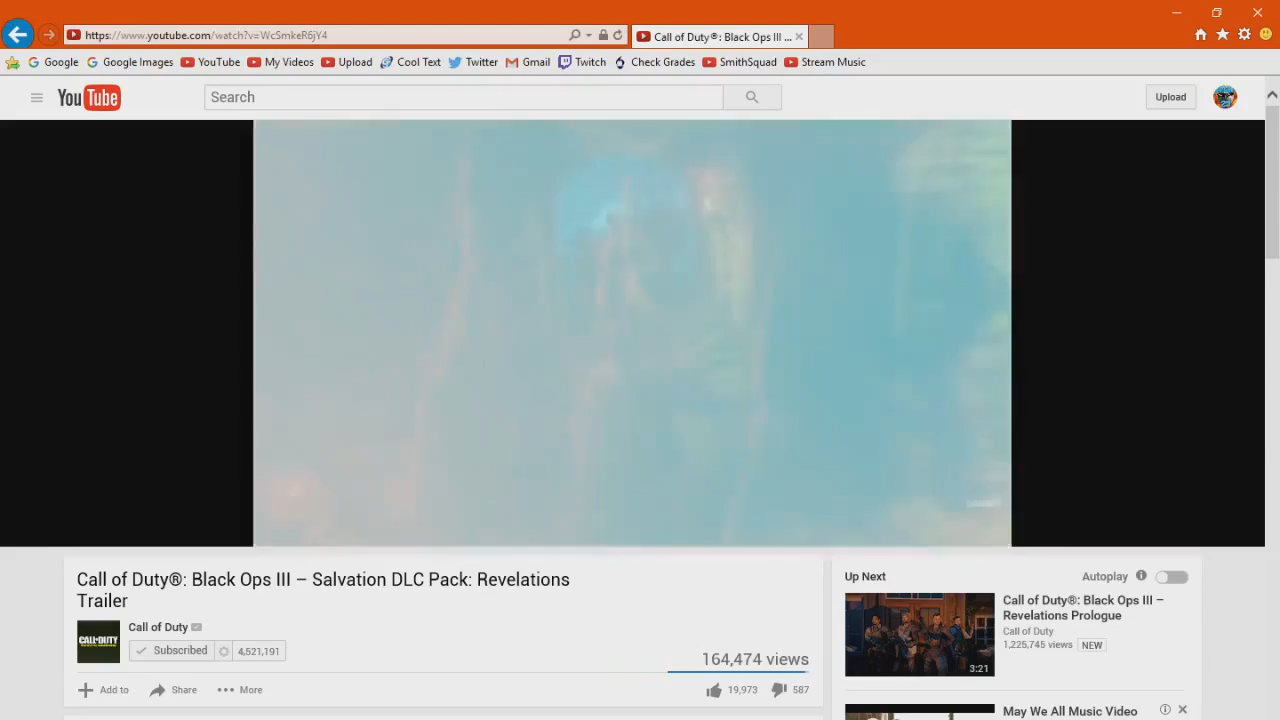 https://www.youtube.com/watch?v=WcSmkeR6jY4
Call of Duty®: Black Ops III ...
Google Google Images YouTube My Videos Upload Cool Text Twitter Gmail Twitch Check Grades SmithSquad Stream Music
YouTube Search Upload
Call of Duty®: Black Ops III – Salvation DLC Pack: Revelations
Trailer
CALL OF DUTY
Call of Duty
Subscribed 4,521,191
164,474 views
Add to Share More 19,973 587
Up Next Autoplay
Call of Duty®: Black Ops III –
Revelations Prologue
Call of Duty
1,225,745 views NEW
3:21
May We All Music Video